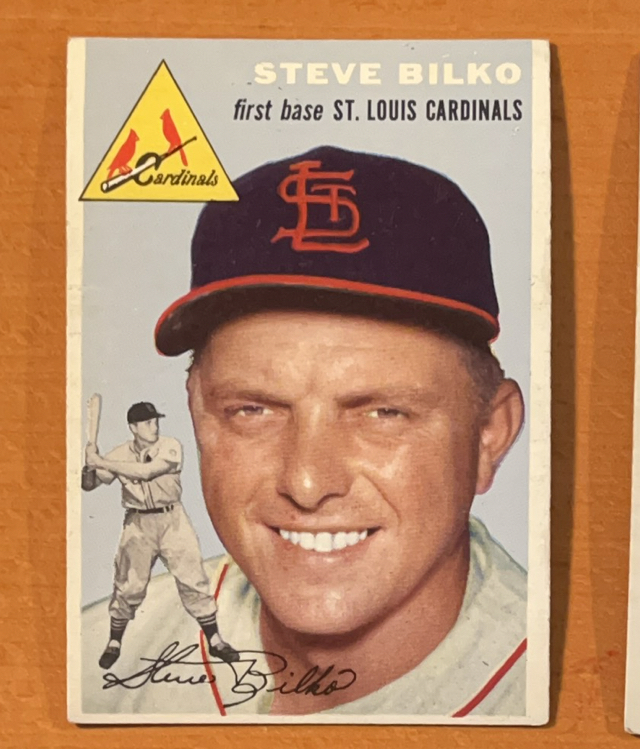 STEVE BILKO
first base ST. LOUIS CARDINALS
Cardinals
STL
Steve Bilko